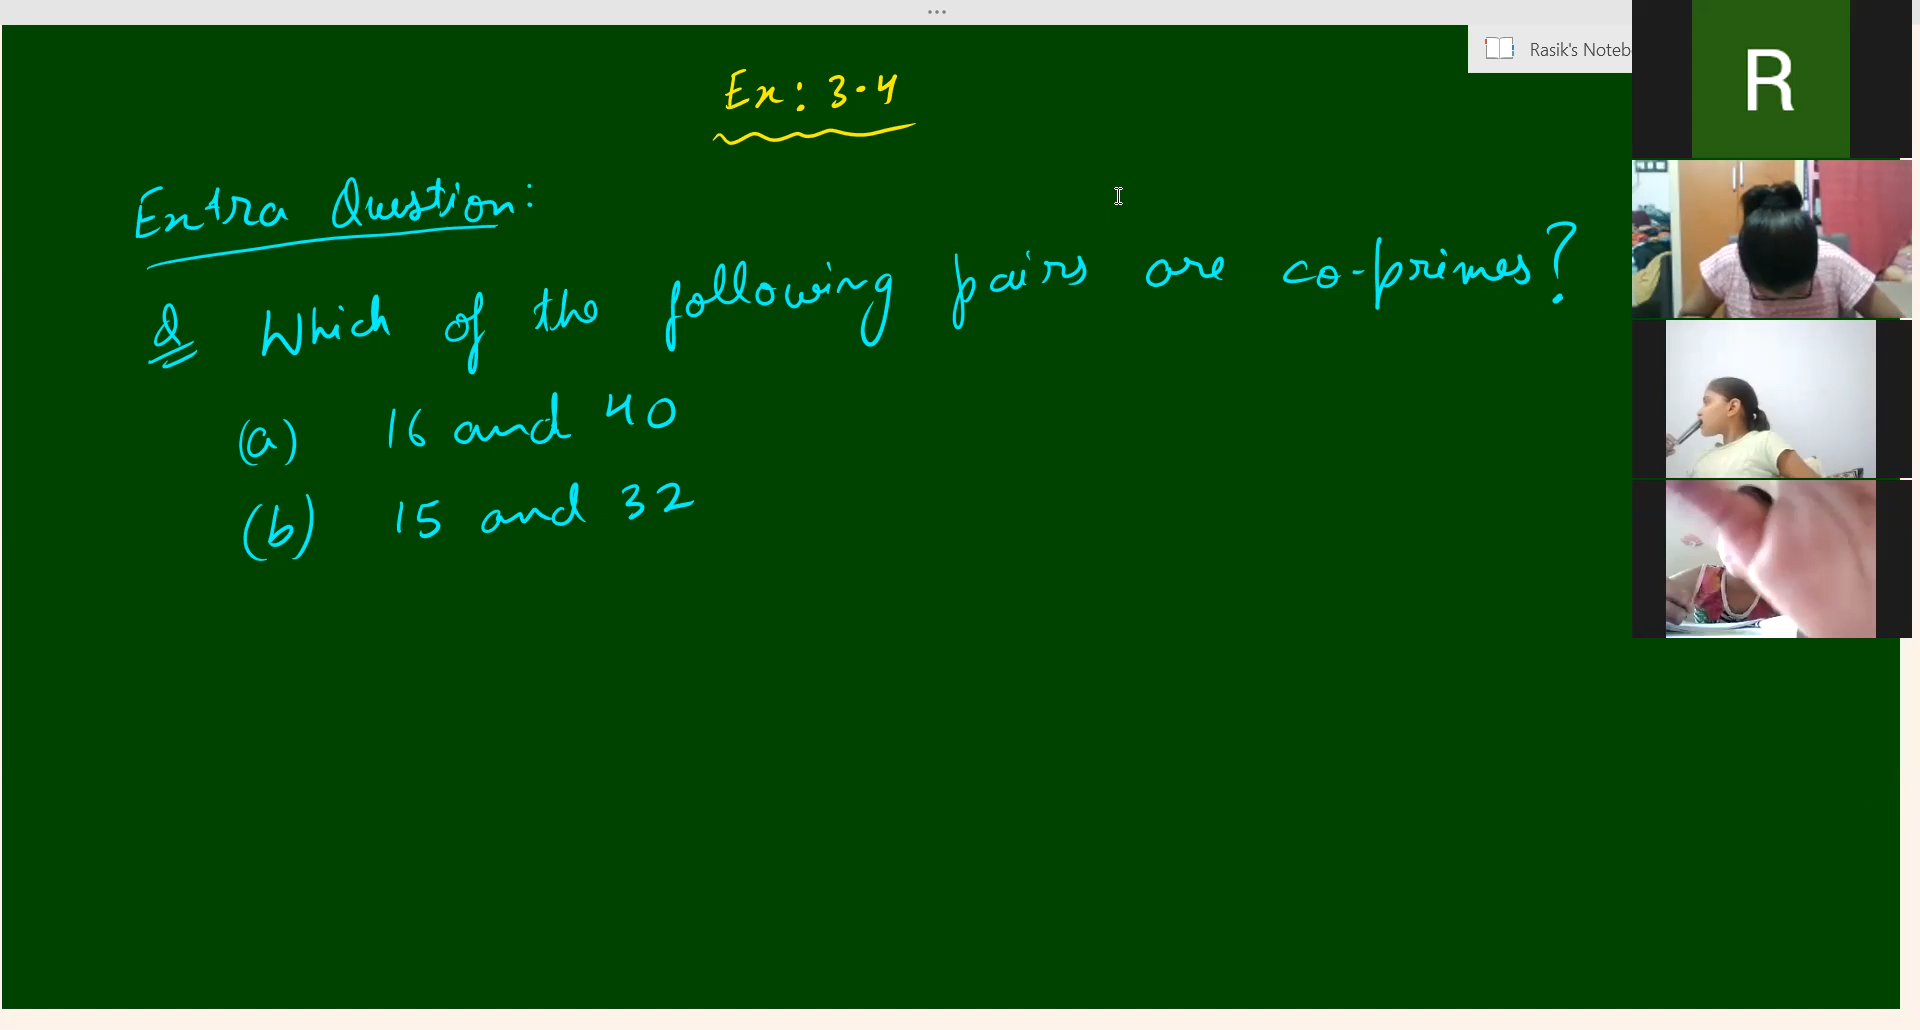 Rasik's Noteb
R
Ex: 3.4
Extra Question:
Q Which of the following pairs are co-primes?
(a) 16 and 40
(b) 15 and 32